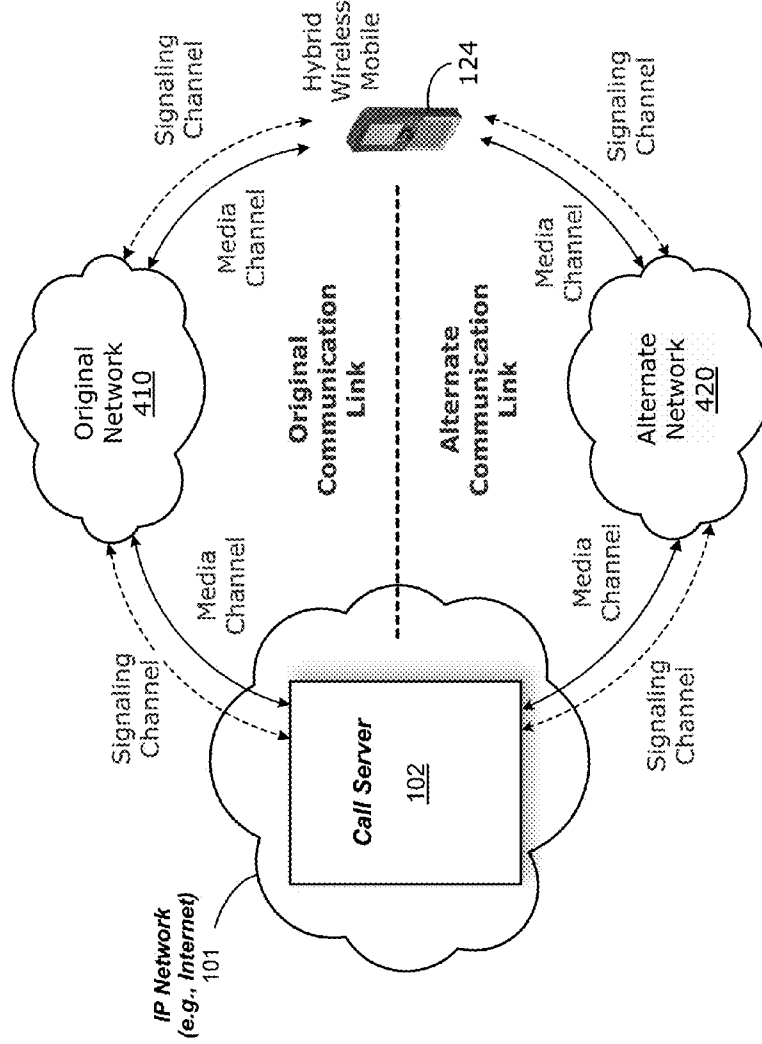 IP Network
(e.g., Internet)
101
Call Server
102
Signaling
Channel
Media
Channel
Original
Network
410
Signaling
Channel
Media
Channel
Original
Communication
Link
Alternate
Communication
Link
Hybrid
Wireless
Mobile
124
Media
Channel
Signaling
Channel
Alternate
Network
420
Media
Channel
Signaling
Channel